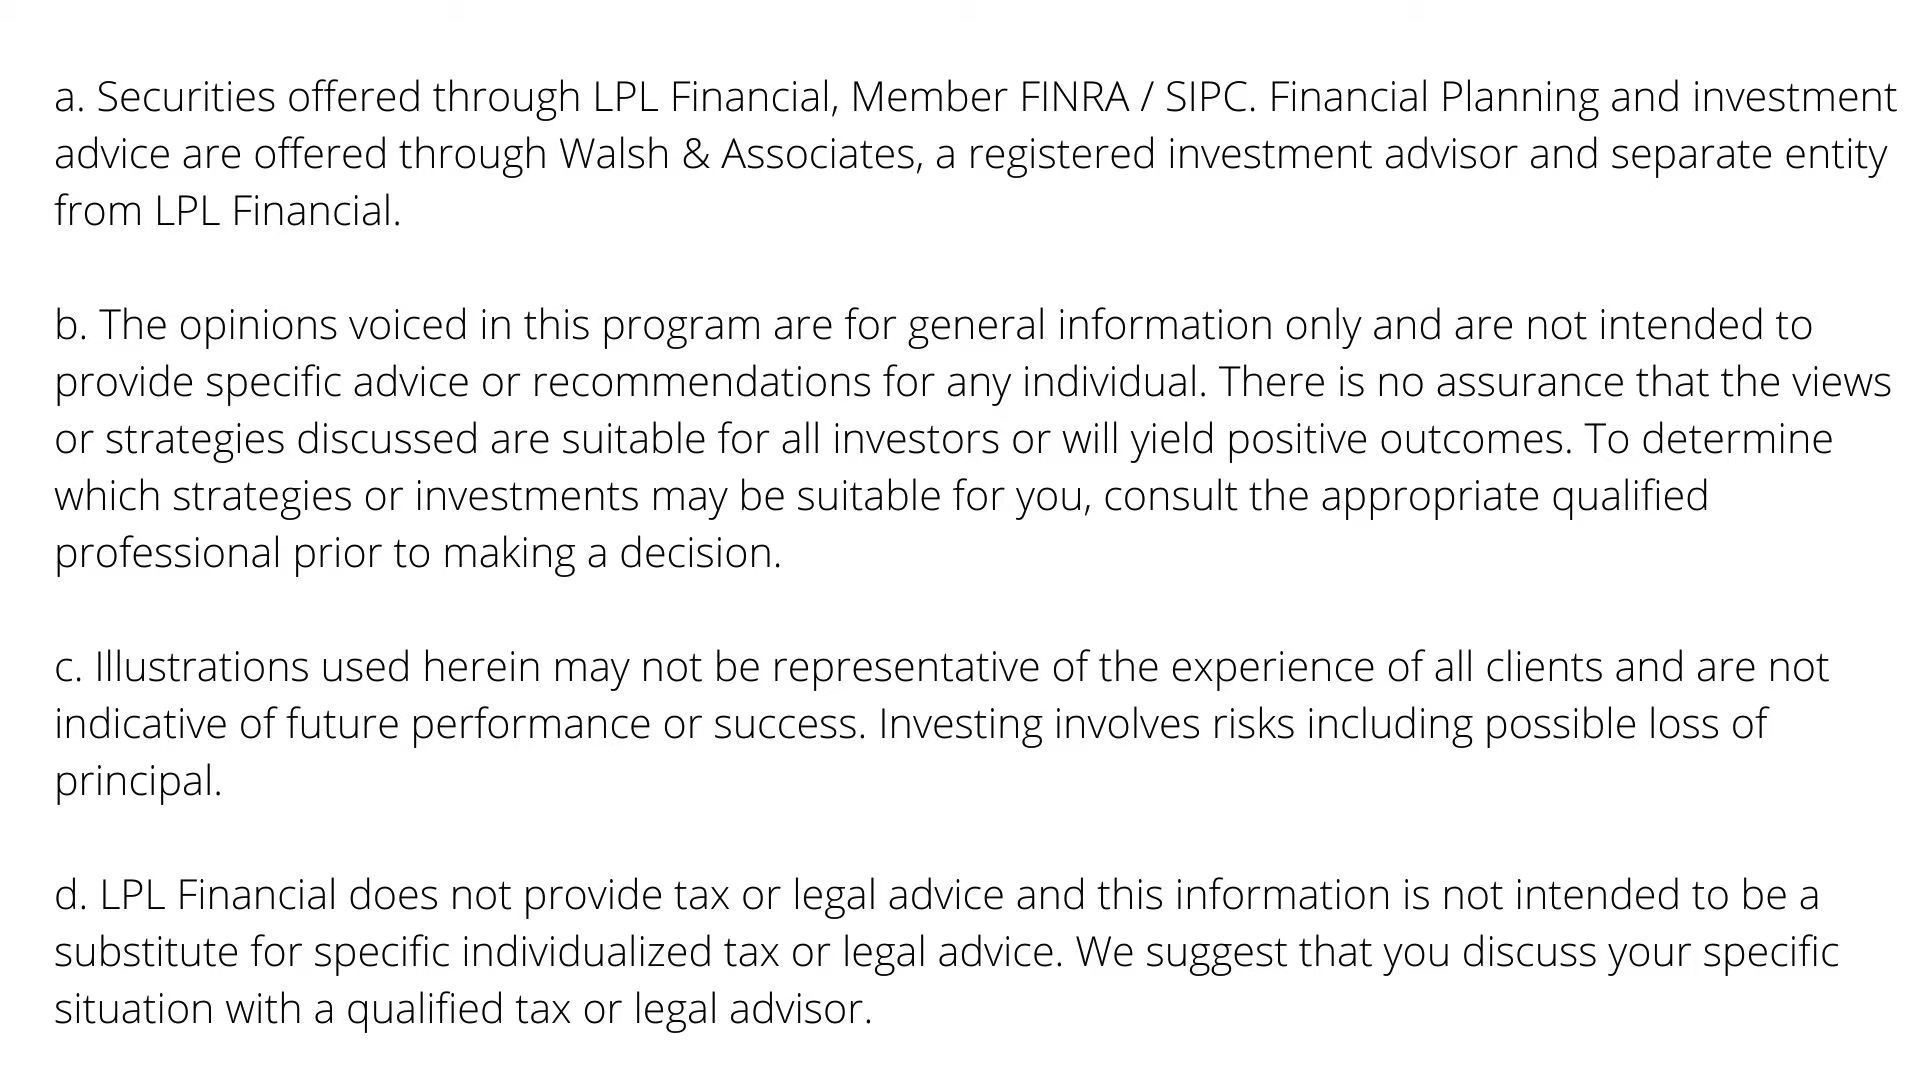 a. Securities offered through LPL Financial, Member FINRA / SIPC. Financial Planning and investment
advice are offered through Walsh & Associates, a registered investment advisor and separate entity
from LPL Financial.
b. The opinions voiced in this program are for general information only and are not intended to
provide specific advice or recommendations for any individual. There is no assurance that the views
or strategies discussed are suitable for all investors or will yield positive outcomes. To determine
which strategies or investments may be suitable for you, consult the appropriate qualified
professional prior to making a decision.
c. Illustrations used herein may not be representative of the experience of all clients and are not
indicative of future performance or success. Investing involves risks including possible loss of
principal.
d. LPL Financial does not provide tax or legal advice and this information is not intended to be a
substitute for specific individualized tax or legal advice. We suggest that you discuss your specific
situation with a qualified tax or legal advisor.